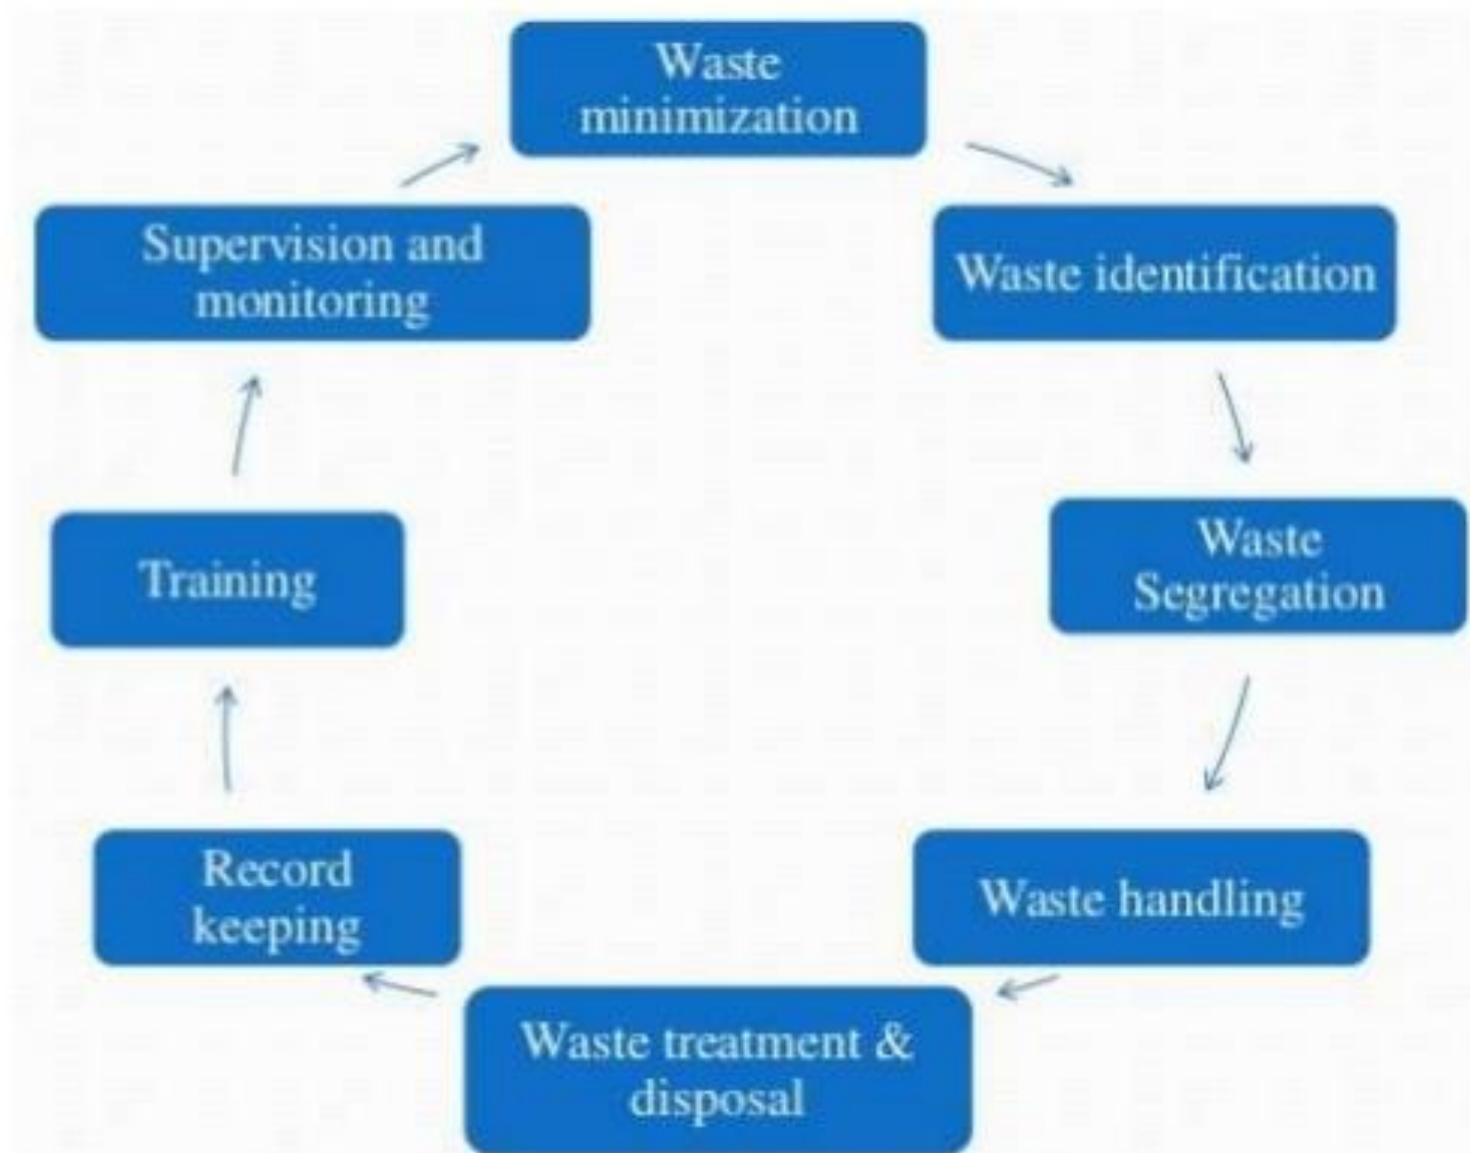 Waste
minimization
Waste identification
Waste
Segregation
Waste handling
Waste treatment &
disposal
Record
keeping
Training
Supervision and
monitoring